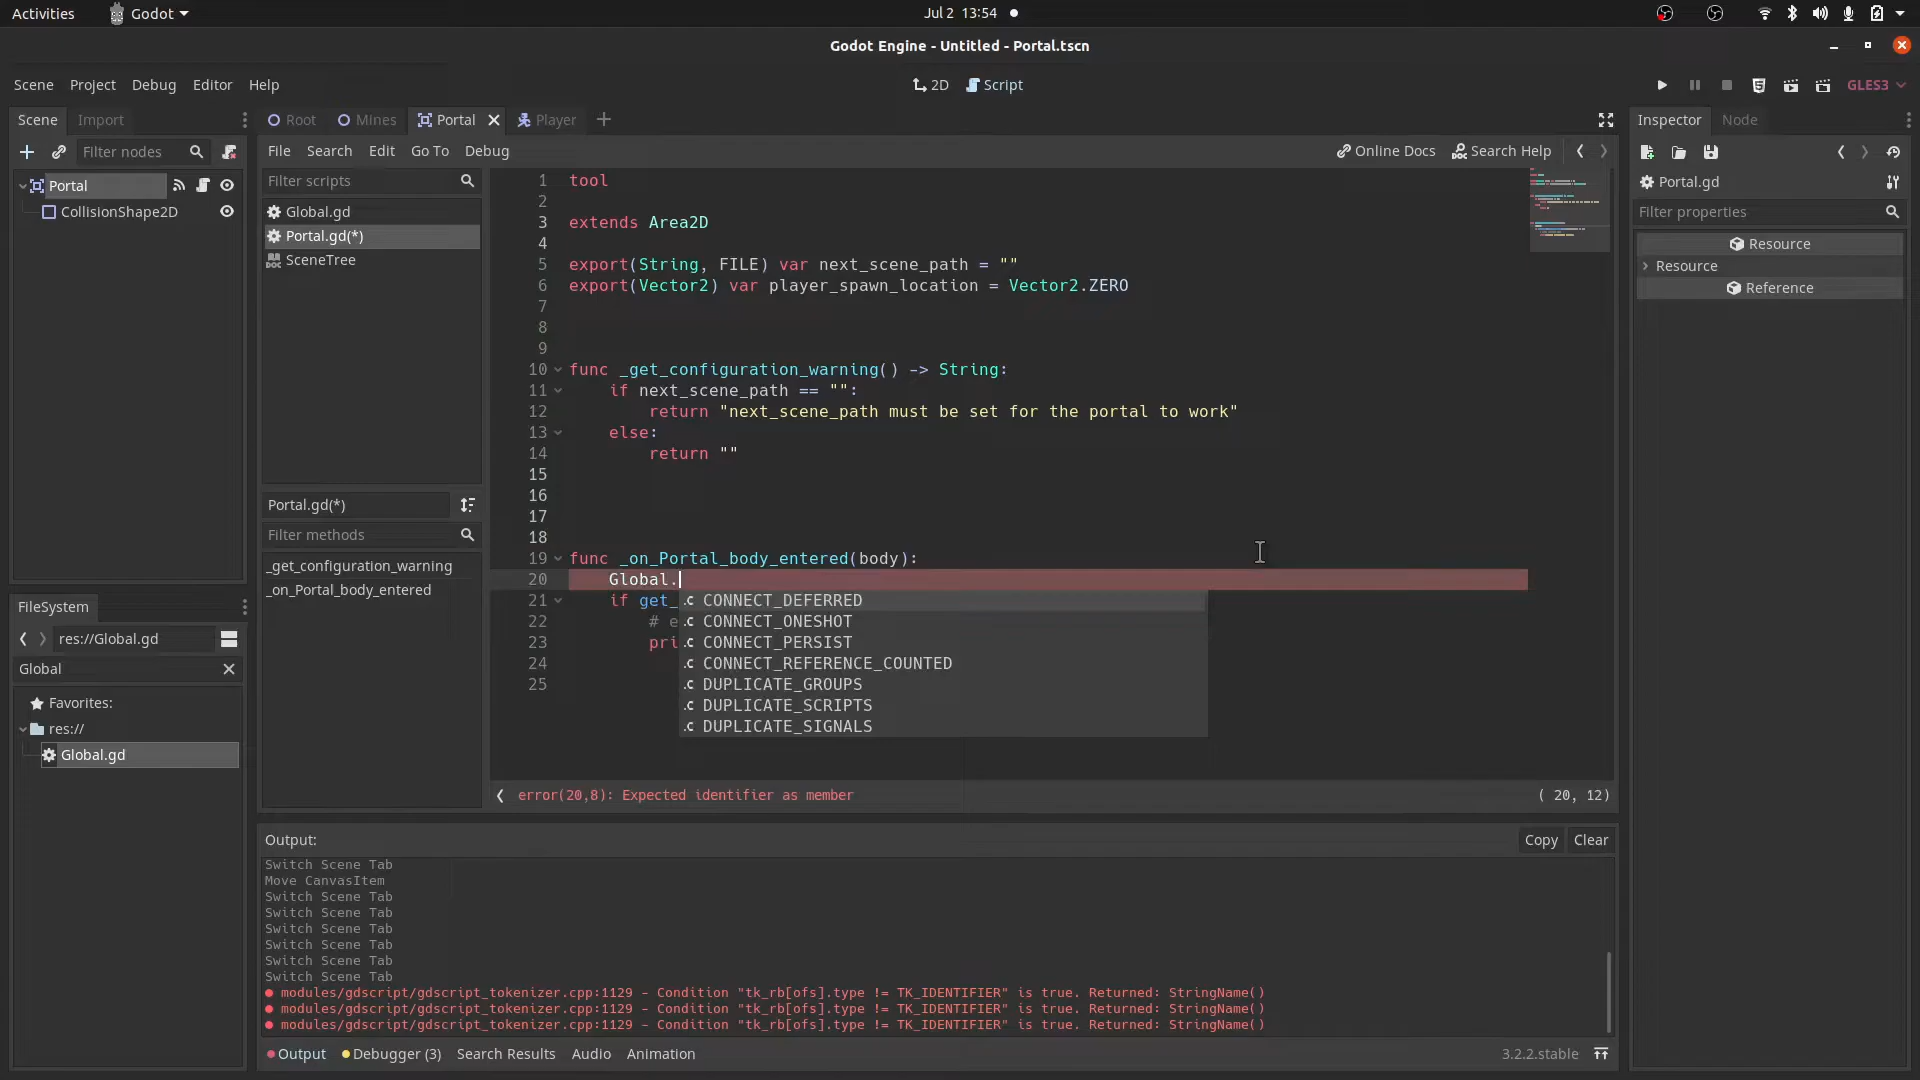 Activities
Godot
Jul 2 13:54
Godot Engine - Untitled - Portal.tscn
Scene Project Debug Editor Help
2D Script
GLES3
Scene Import
Filter nodes
Portal
CollisionShape2D
FileSystem
res://Global.gd
Global
Favorites:
res://
Global.gd
Root Mines Portal Player
File Search Edit Go To Debug
Online Docs Search Help
Filter scripts
Global.gd
Portal.gd(*)
SceneTree
Portal.gd(*)
Filter methods
_get_configuration_warning
_on_Portal_body_entered
1 tool
2
3 extends Area2D
4
5 export(String, FILE) var next_scene_path = ""
6 export(Vector2) var player_spawn_location = Vector2.ZERO
7
8
9
10 func _get_configuration_warning() -> String:
11 if next_scene_path == "":
12 return "next_scene_path must be set for the portal to work"
13 else:
14 return ""
15
16
17
18
19 func _on_Portal_body_entered(body):
20 Global.
21 if get_
22 # e
23 pri
24
25
.c CONNECT_DEFERRED
.c CONNECT_ONESHOT
.c CONNECT_PERSIST
.c CONNECT_REFERENCE_COUNTED
.c DUPLICATE_GROUPS
.c DUPLICATE_SCRIPTS
.c DUPLICATE_SIGNALS
error(20,8): Expected identifier as member
( 20, 12)
Output:
Copy Clear
Switch Scene Tab
Move CanvasItem
Switch Scene Tab
Switch Scene Tab
Switch Scene Tab
Switch Scene Tab
Switch Scene Tab
Switch Scene Tab
modules/gdscript/gdscript_tokenizer.cpp:1129 - Condition "tk_rb[ofs].type != TK_IDENTIFIER" is true. Returned: StringName()
modules/gdscript/gdscript_tokenizer.cpp:1129 - Condition "tk_rb[ofs].type != TK_IDENTIFIER" is true. Returned: StringName()
modules/gdscript/gdscript_tokenizer.cpp:1129 - Condition "tk_rb[ofs].type != TK_IDENTIFIER" is true. Returned: StringName()
Output Debugger (3) Search Results Audio Animation
3.2.2.stable
Inspector Node
Portal.gd
Filter properties
Resource
Resource
Reference